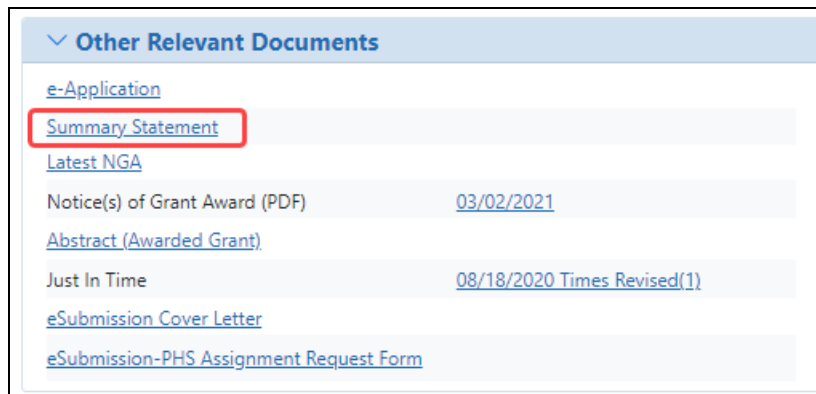 Other Relevant Documents
e-Application
Summary Statement
Latest NGA
Notice(s) of Grant Award (PDF) 03/02/2021
Abstract (Awarded Grant)
Just In Time 08/18/2020 Times Revised(1)
eSubmission Cover Letter
eSubmission-PHS Assignment Request Form